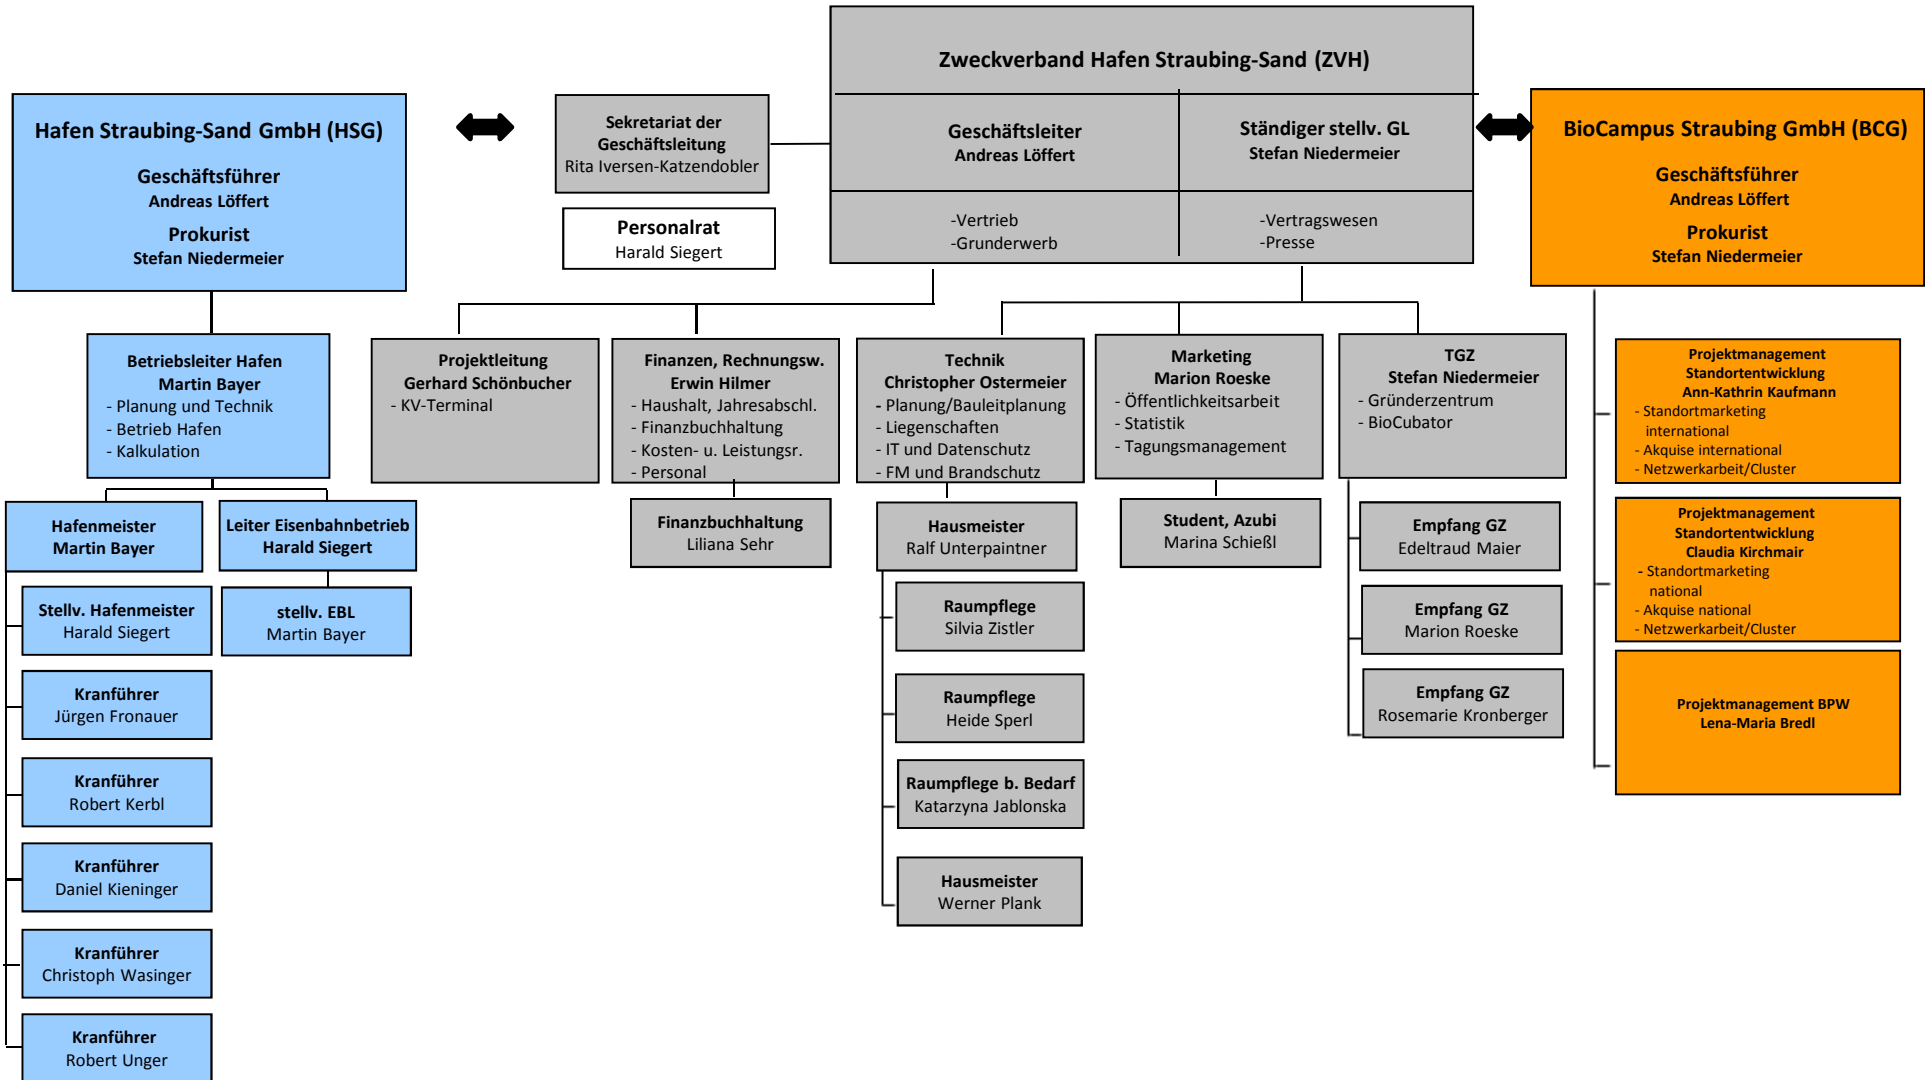 Zweckverband Hafen Straubing-Sand (ZVH)
Geschäftsleiter
Andreas Löffert
Ständiger stellv. GL
Stefan Niedermeier
-Vertrieb
-Grunderwerb
-Vertragswesen
-Presse
Sekretariat der
Geschäftsleitung
Rita Iversen-Katzendobler
Personalrat
Harald Siegert
Hafen Straubing-Sand GmbH (HSG)
Geschäftsführer
Andreas Löffert
Prokurist
Stefan Niedermeier
BioCampus Straubing GmbH (BCG)
Geschäftsführer
Andreas Löffert
Prokurist
Stefan Niedermeier
Betriebsleiter Hafen
Martin Bayer
- Planung und Technik
- Betrieb Hafen
- Kalkulation
Hafenmeister
Martin Bayer
Leiter Eisenbahnbetrieb
Harald Siegert
Stellv. Hafenmeister
Harald Siegert
stellv. EBL
Martin Bayer
Kranführer
Jürgen Fronauer
Kranführer
Robert Kerbl
Kranführer
Daniel Kieninger
Kranführer
Christoph Wasinger
Kranführer
Robert Unger
Projektleitung
Gerhard Schönbucher
- KV-Terminal
Finanzen, Rechnungsw.
Erwin Hilmer
- Haushalt, Jahresabschl.
- Finanzbuchhaltung
- Kosten- u. Leistungsr.
- Personal
Finanzbuchhaltung
Liliana Sehr
Technik
Christopher Ostermeier
- Planung/Bauleitplanung
- Liegenschaften
- IT und Datenschutz
- FM und Brandschutz
Hausmeister
Ralf Unterpaintner
Raumpflege
Silvia Zistler
Raumpflege
Heide Sperl
Raumpflege b. Bedarf
Katarzyna Jablonska
Hausmeister
Werner Plank
Marketing
Marion Roeske
- Öffentlichkeitsarbeit
- Statistik
- Tagungsmanagement
Student, Azubi
Marina Schießl
TGZ
Stefan Niedermeier
- Gründerzentrum
- BioCubator
Empfang GZ
Edeltraud Maier
Empfang GZ
Marion Roeske
Empfang GZ
Rosemarie Kronberger
Projektmanagement
Standortentwicklung
Ann-Kathrin Kaufmann
- Standortmarketing
international
- Akquise international
- Netzwerkarbeit/Cluster
Projektmanagement
Standortentwicklung
Claudia Kirchmair
- Standortmarketing
national
- Akquise national
- Netzwerkarbeit/Cluster
Projektmanagement BPW
Lena-Maria Bredl